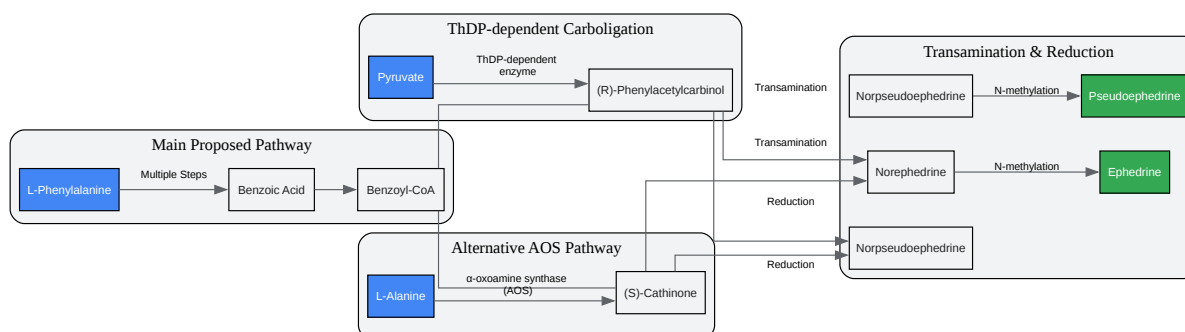 ThDP-dependent Carboligation
Pyruvate
ThDP-dependent
enzyme
(R)-Phenylacetylcarbinol
Main Proposed Pathway
L-Phenylalanine
Multiple Steps
Benzoic Acid
Benzoyl-CoA
Alternative AOS Pathway
L-Alanine
α-oxoamine synthase
(AOS)
(S)-Cathinone
Transamination
Transamination
Reduction
Reduction
Transamination & Reduction
Norpseudoephedrine
N-methylation
Pseudoephedrine
Norephedrine
N-methylation
Ephedrine
Norpseudoephedrine